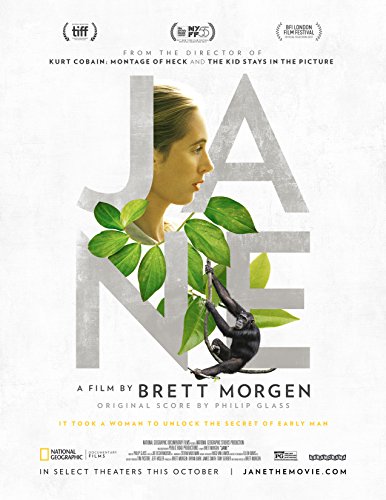 tiff
NYFF55
BFI LONDON
FILM FESTIVAL
FROM THE DIRECTOR OF
KURT COBAIN: MONTAGE OF HECK AND THE KID STAYS IN THE PICTURE
JA
NE
A FILM BY BRETT MORGEN
ORIGINAL SCORE BY PHILIP GLASS
IT TOOK A WOMAN TO UNLOCK THE SECRET OF EARLY MAN
NATIONAL
GEOGRAPHIC
DOCUMENTARY
FILMS
PG
IN SELECT THEATERS THIS OCTOBER | JANETHEMOVIE.COM